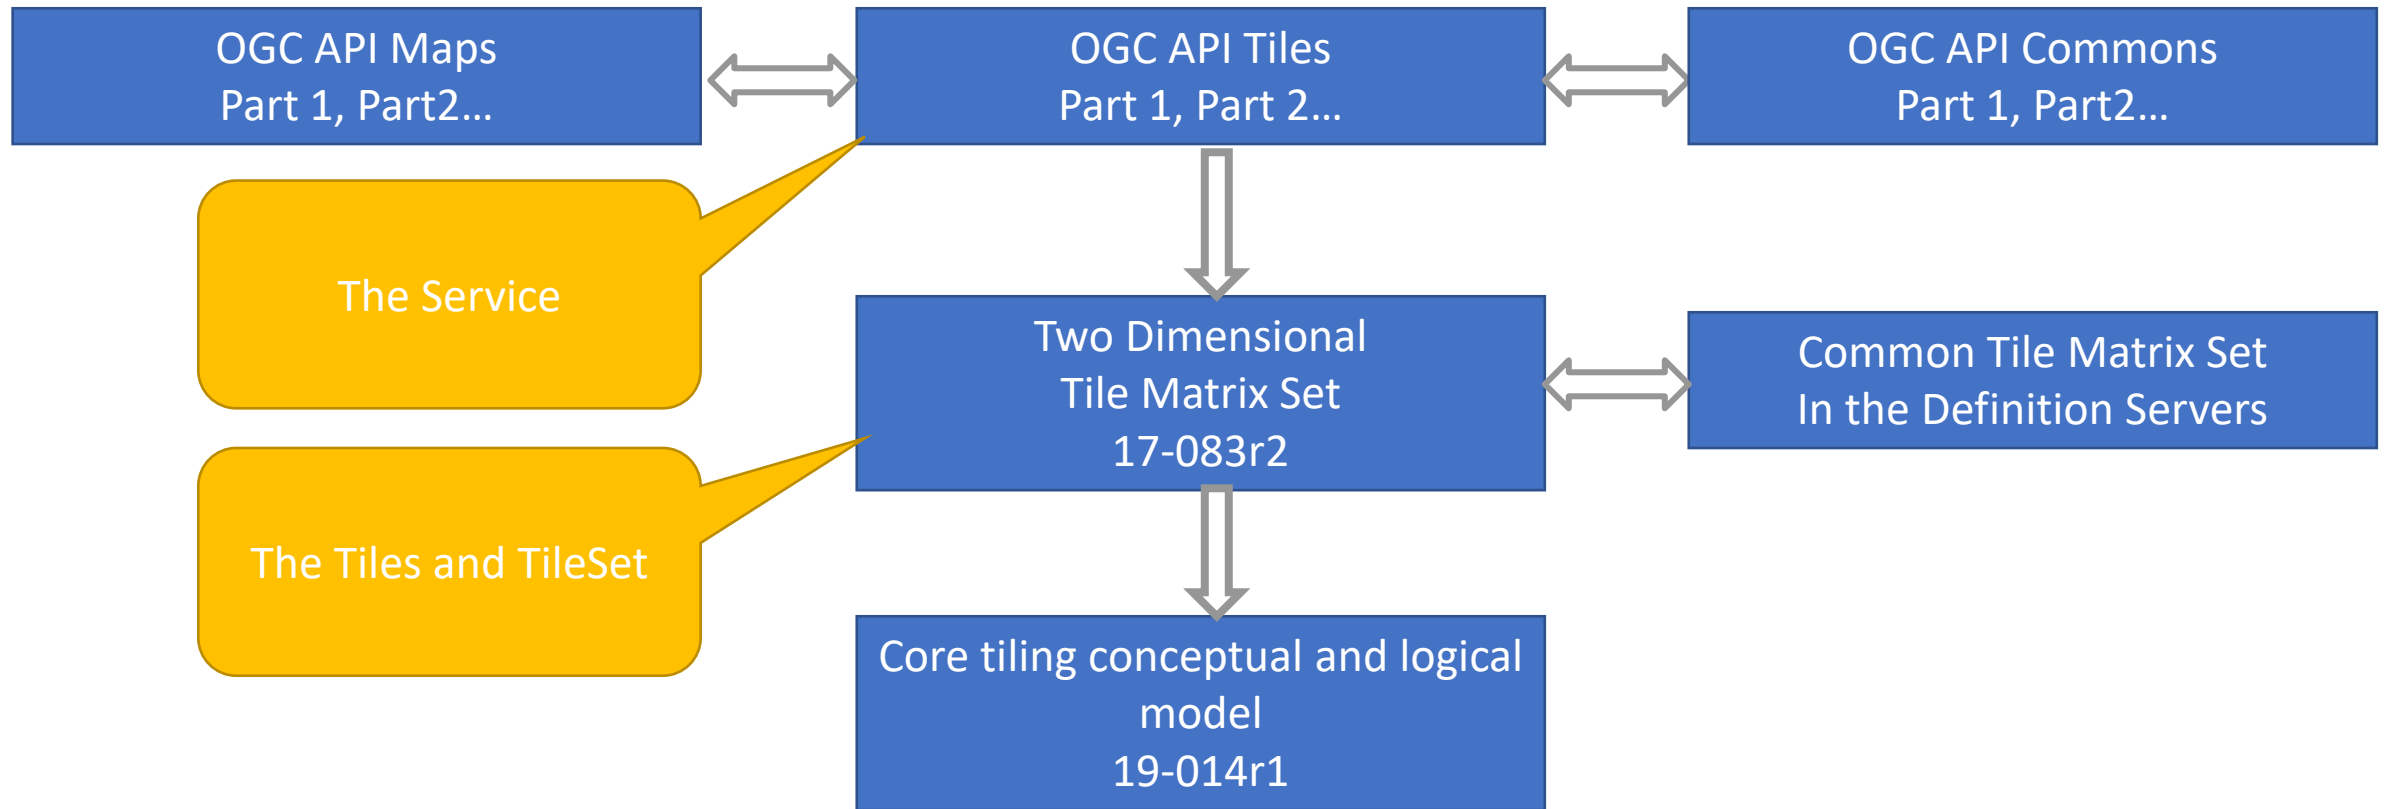 OGC API Maps
Part 1, Part2...
OGC API Tiles
Part 1, Part 2...
OGC API Commons
Part 1, Part2...
The Service
Two Dimensional
Tile Matrix Set
17-083r2
Common Tile Matrix Set
In the Definition Servers
The Tiles and TileSet
Core tiling conceptual and logical
model
19-014r1